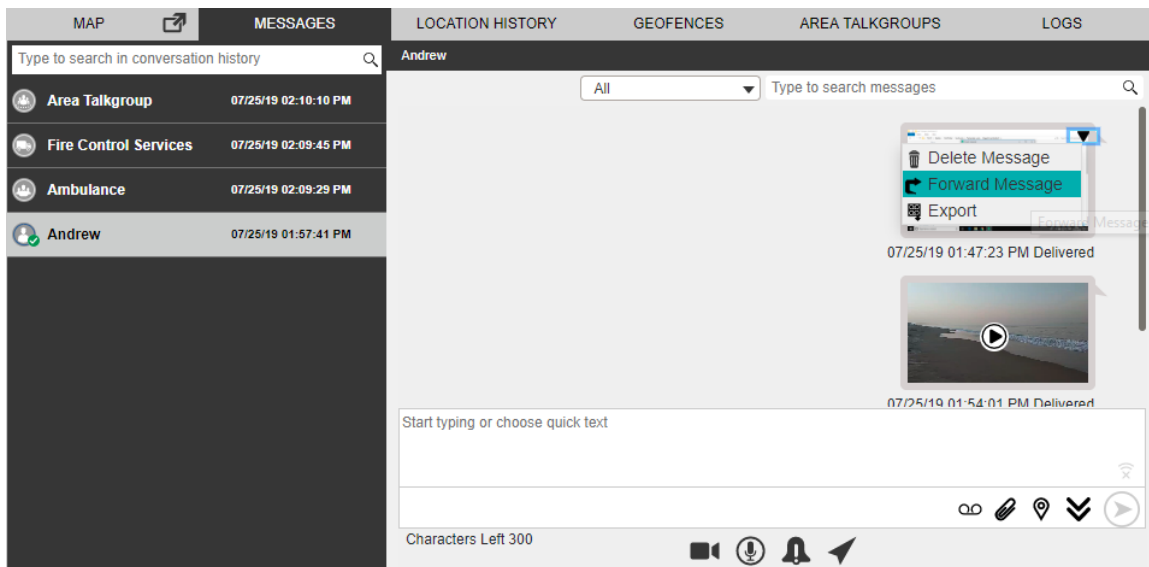 MAP
MESSAGES
LOCATION HISTORY
GEOFENCES
AREA TALKGROUPS
LOGS
Type to search in conversation history
Area Talkgroup 07/25/19 02:10:10 PM
Fire Control Services 07/25/19 02:09:45 PM
Ambulance 07/25/19 02:09:29 PM
Andrew 07/25/19 01:57:41 PM
Andrew
All
Type to search messages
Delete Message
Forward Message
Export
Forward Message
07/25/19 01:47:23 PM Delivered
07/25/19 01:54:01 PM Delivered
Start typing or choose quick text
Characters Left 300